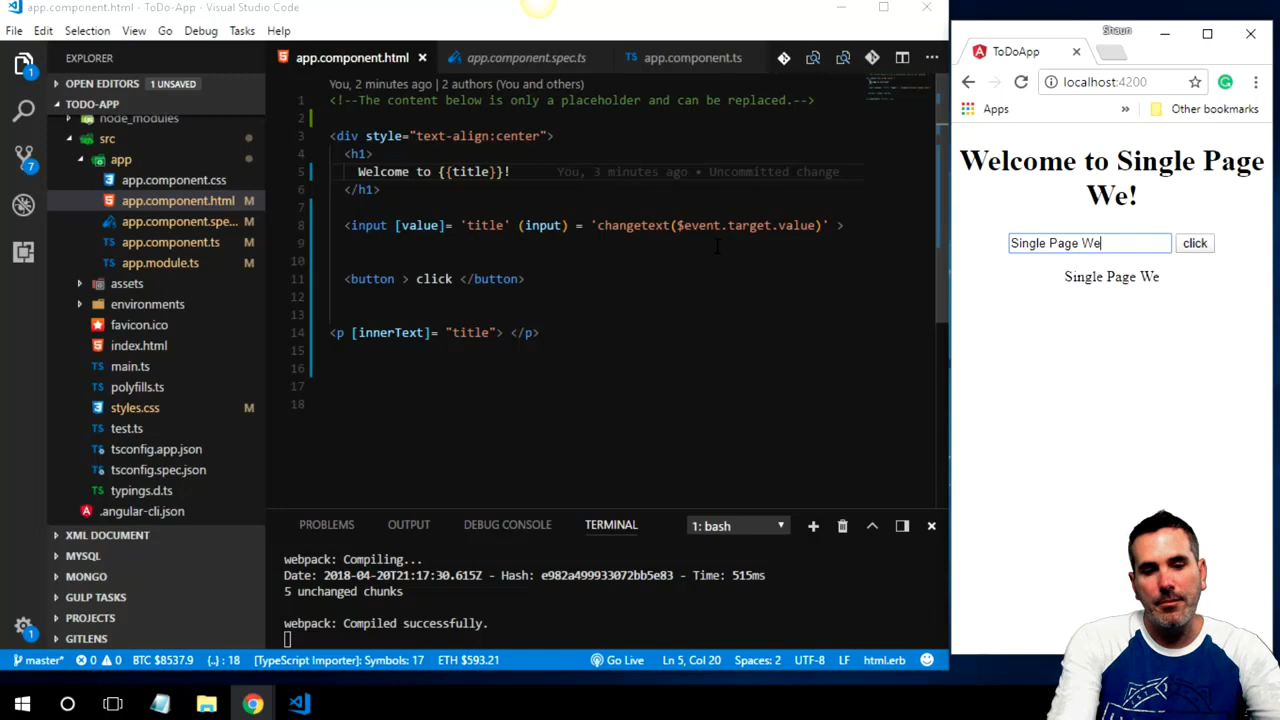 app.component.html - ToDo-App - Visual Studio Code
File Edit Selection View Go Debug Tasks Help
EXPLORER
OPEN EDITORS 1 UNSAVED
TODO-APP
node_modules
src
app
app.component.css
app.component.html M
app.component.spe... M
app.component.ts M
app.module.ts M
assets
environments
favicon.ico
index.html
main.ts
polyfills.ts
styles.css M
test.ts
tsconfig.app.json
tsconfig.spec.json
typings.d.ts
.angular-cli.json
XML DOCUMENT
MYSQL
MONGO
GULP TASKS
PROJECTS
GITLENS
1
7
1
app.component.html app.component.spec.ts TS app.component.ts
You, 2 minutes ago | 2 authors (You and others)
1 <!--The content below is only a placeholder and can be replaced.-->
2
3 <div style="text-align:center">
4 <h1>
5 Welcome to {{title}}! You, 3 minutes ago • Uncommitted change
6 </h1>
7
8 <input [value]= 'title' (input) = 'changetext($event.target.value)' >
9
10
11 <button > click </button>
12
13
14 <p [innerText]= "title"> </p>
15
16
17
18
PROBLEMS OUTPUT DEBUG CONSOLE TERMINAL 1: bash
webpack: Compiling...
Date: 2018-04-20T21:17:30.615Z - Hash: e982a499933072bb5e83 - Time: 515ms
5 unchanged chunks
webpack: Compiled successfully.
master* 0 0 BTC $8537.9 {..} : 18 [TypeScript Importer]: Symbols: 17 ETH $593.21 Go Live Ln 5, Col 20 Spaces: 2 UTF-8 LF html.erb
Shaun
ToDoApp
localhost:4200
Apps » Other bookmarks
Welcome to Single Page
We!
Single Page We click
Single Page We